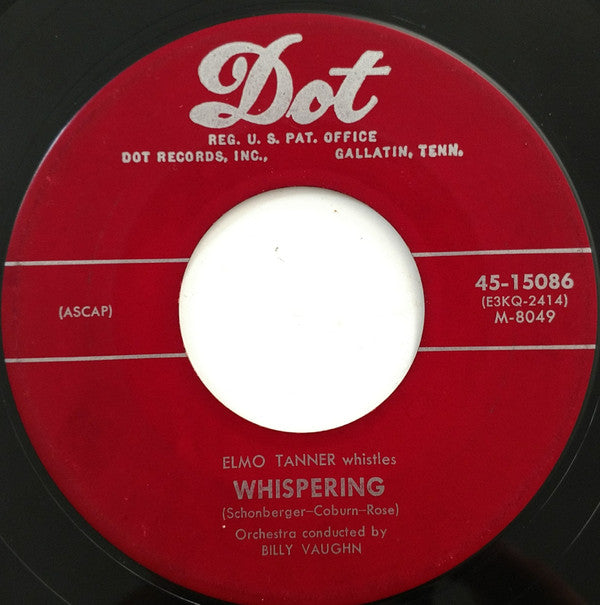 Dot
REG. U. S. PAT. OFFICE
DOT RECORDS, INC., GALLATIN, TENN.
45-15086
(ASCAP)
(E3KQ-2414)
M-8049
ELMO TANNER whistles
WHISPERING
(Schonberger-Coburn-Rose)
Orchestra conducted by
BILLY VAUGHN